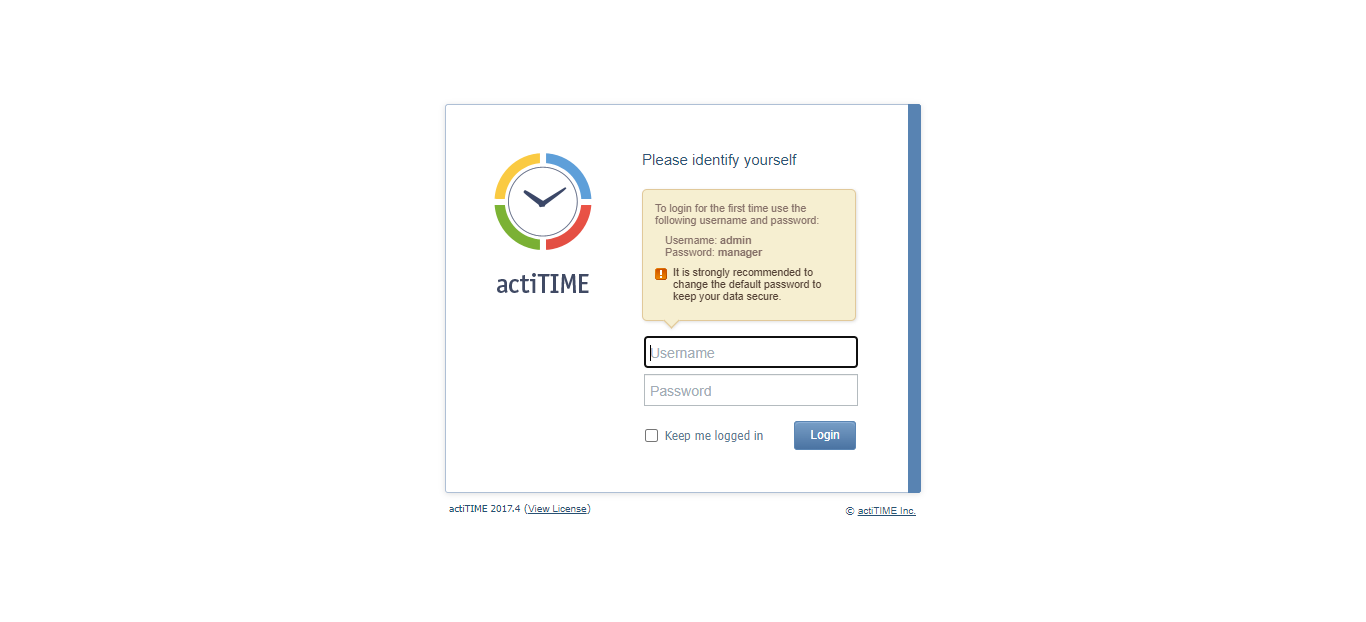 Please identify yourself
To login for the first time use the
following username and password:
Username: admin
Password: manager
It is strongly recommended to
change the default password to
keep your data secure.
actiTIME
Username
Password
Keep me logged in
Login
actiTIME 2017.4 (View License)
© actiTIME Inc.